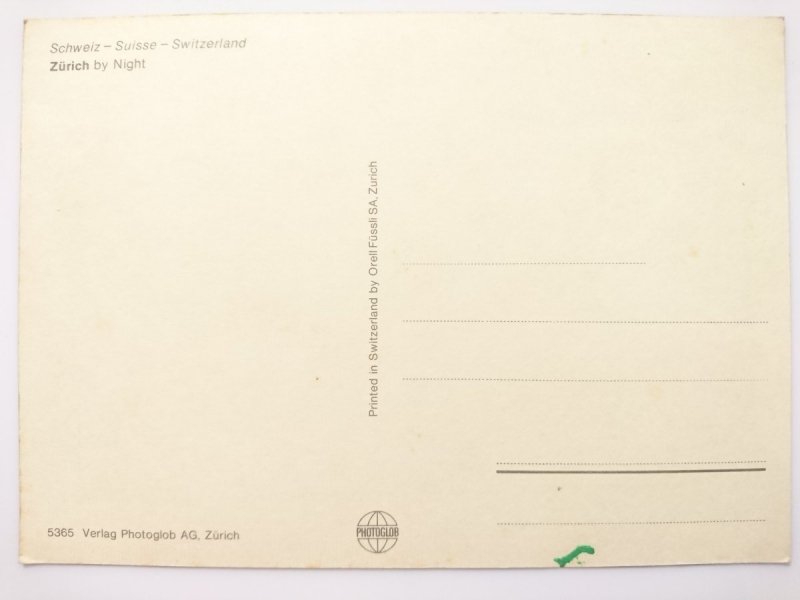 Schweiz – Suisse – Switzerland
Zürich by Night
Printed in Switzerland by Orell Füssli SA, Zurich
5365 Verlag Photoglob AG, Zürich
PHOTOGLOB